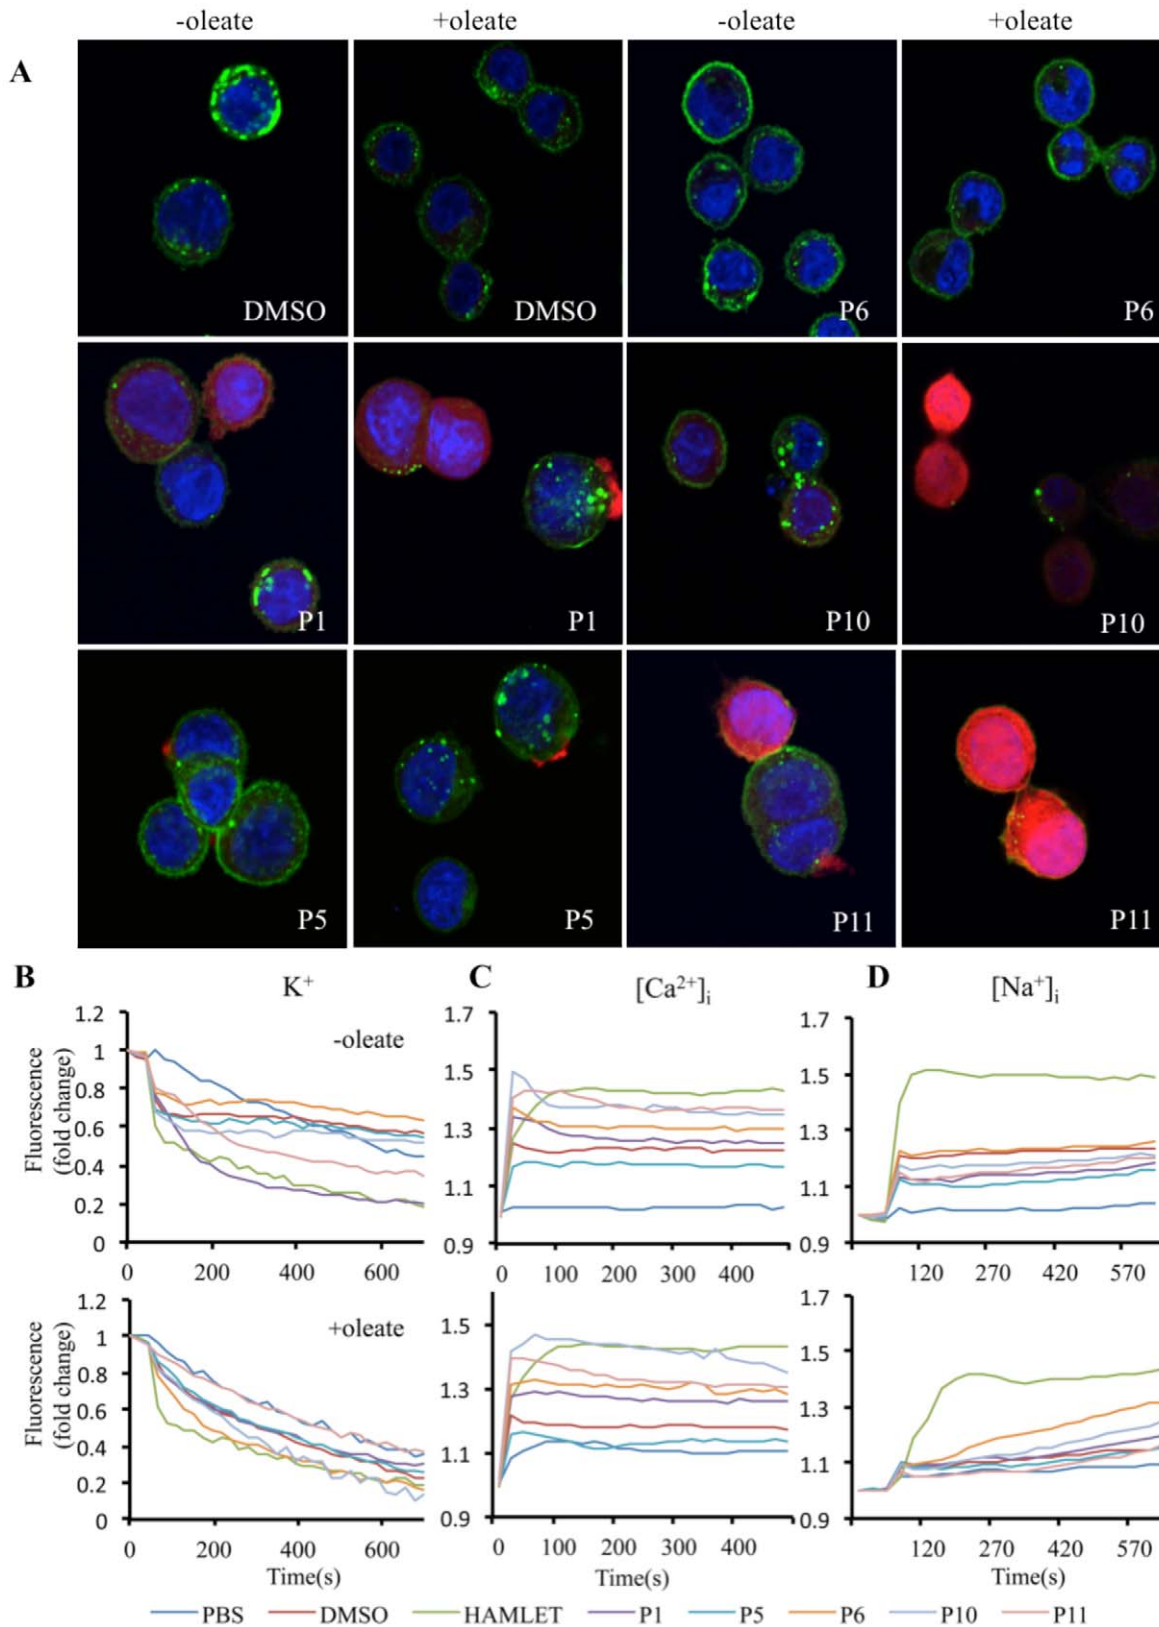 -oleate +oleate -oleate +oleate
A
DMSO DMSO P6 P6
P1 P1 P10 P10
P5 P5 P11 P11
B K⁺ C [Ca²⁺]ᵢ D [Na⁺]ᵢ
-oleate
Fluorescence
(fold change)
1.2
1
0.8
0.6
0.4
0.2
0
0 200 400 600
1.7
1.5
1.3
1.1
0.9
0 100 200 300 400
1.7
1.5
1.3
1.1
0.9
120 270 420 570
+oleate
Fluorescence
(fold change)
1.2
1
0.8
0.6
0.4
0.2
0
0 200 400 600
Time(s)
1.5
1.3
1.1
0.9
0 100 200 300 400
Time(s)
1.7
1.5
1.3
1.1
0.9
120 270 420 570
Time(s)
PBS DMSO HAMLET P1 P5 P6 P10 P11